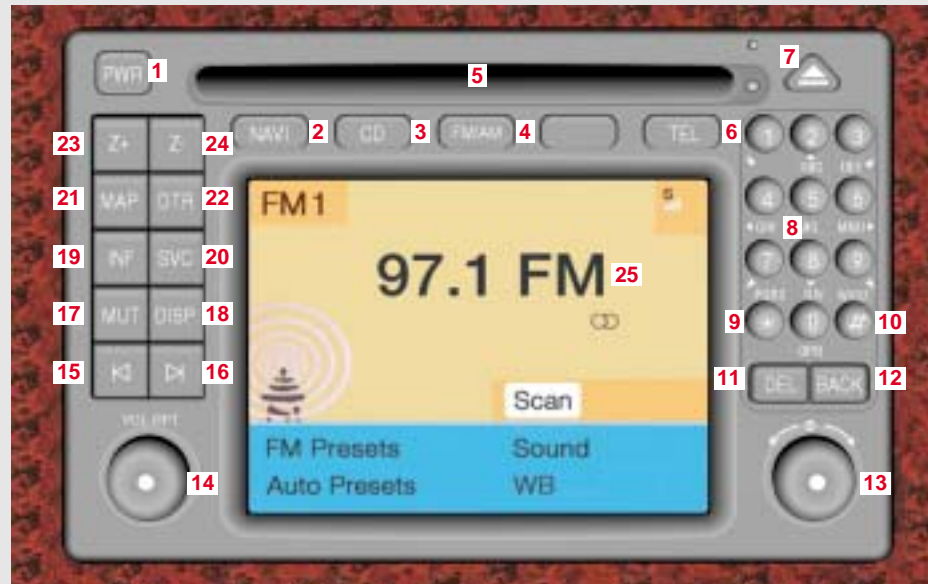 PWR 1
5
7
23 Z+ Z- 24
NAVI 2 CD 3 FM/AM 4 TEL 6
1 2 3
21 MAP DTR 22
FM1
S
4 5 6
8
19 INF SVC 20
97.1 FM 25
7 8 9
17 MUT DISP 18
9 * 0 # 10
15 16
Scan
11 DEL BACK 12
FM Presets Sound
Auto Presets WB
14
13